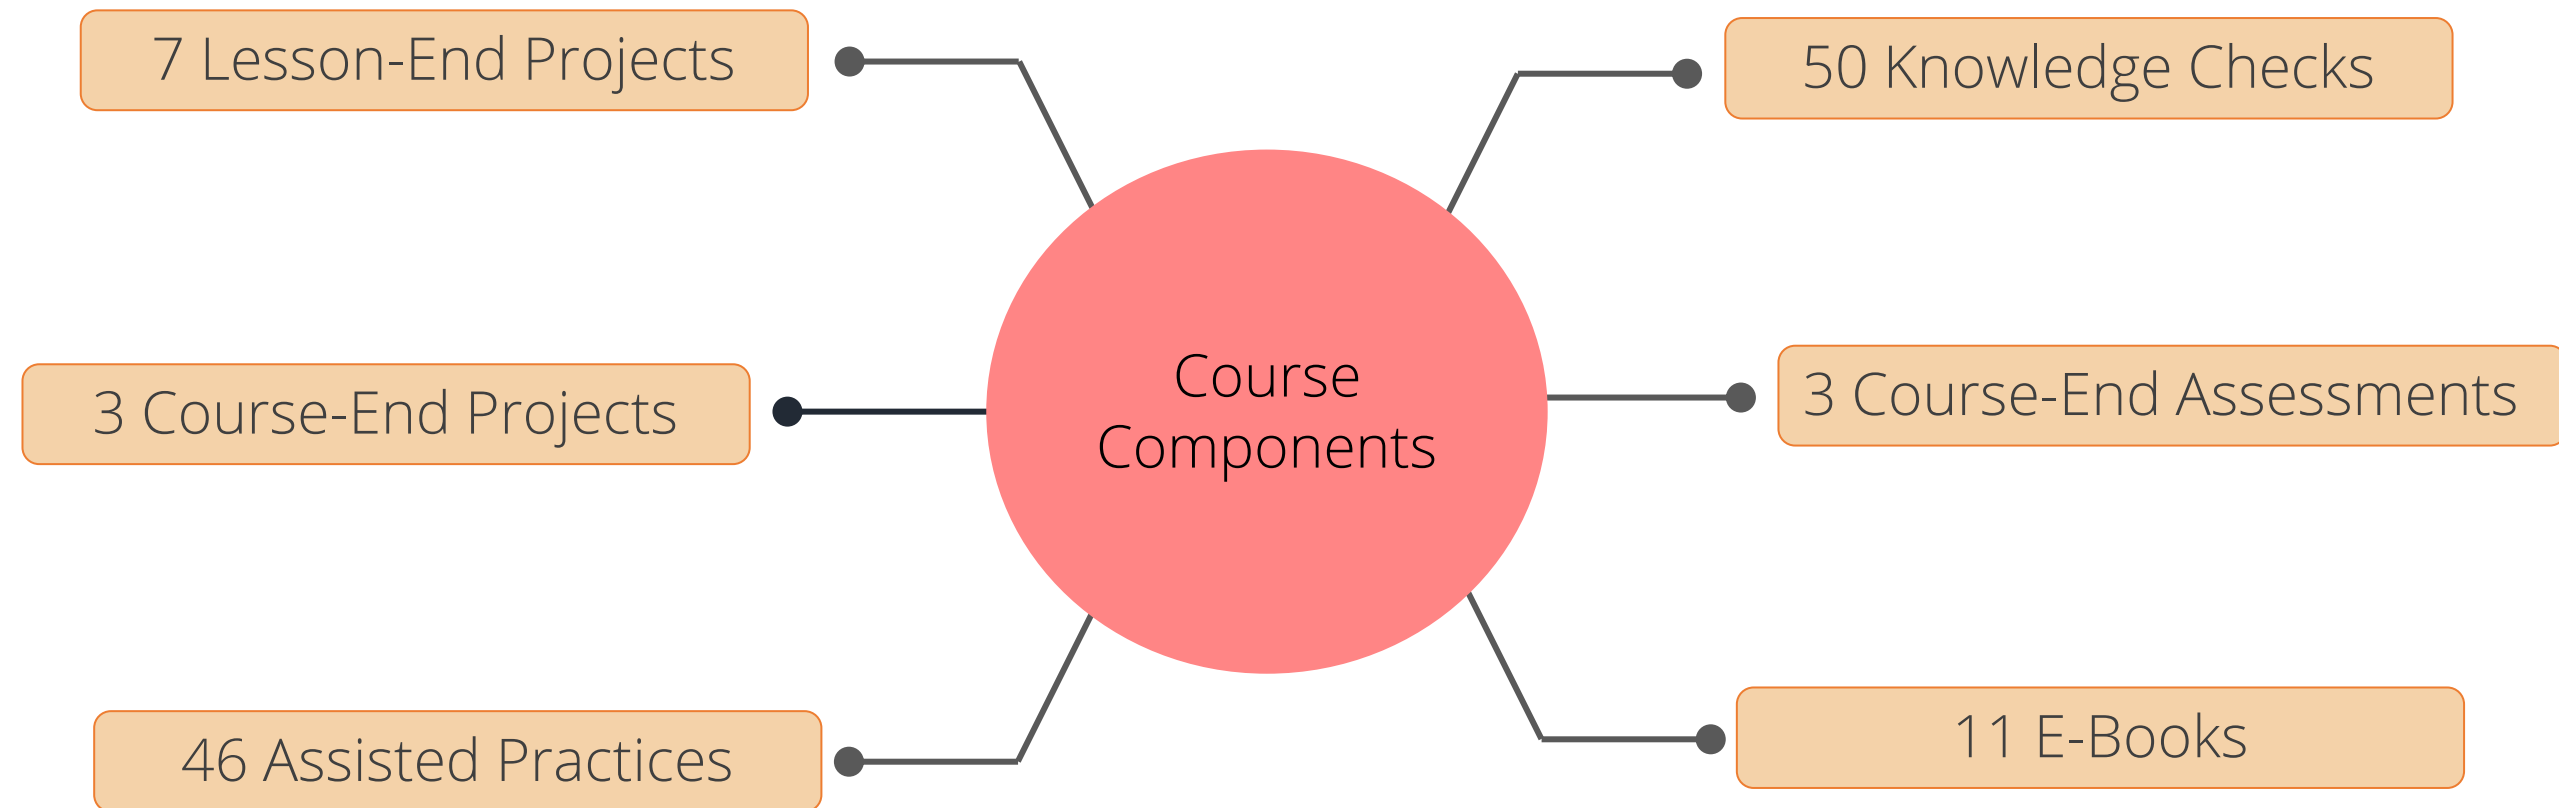 7 Lesson-End Projects
50 Knowledge Checks
3 Course-End Projects
Course
Components
3 Course-End Assessments
46 Assisted Practices
11 E-Books